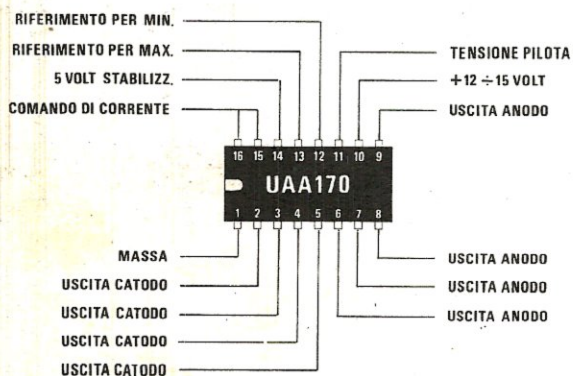 RIFERIMENTO PER MIN.
RIFERIMENTO PER MAX.
5 VOLT STABILIZZ.
COMANDO DI CORRENTE
TENSIONE PILOTA
+12 ÷ 15 VOLT
USCITA ANODO
16 15 14 13 12 11 10 9
UAA170
1 2 3 4 5 6 7 8
MASSA
USCITA CATODO
USCITA CATODO
USCITA CATODO
USCITA CATODO
USCITA ANODO
USCITA ANODO
USCITA ANODO